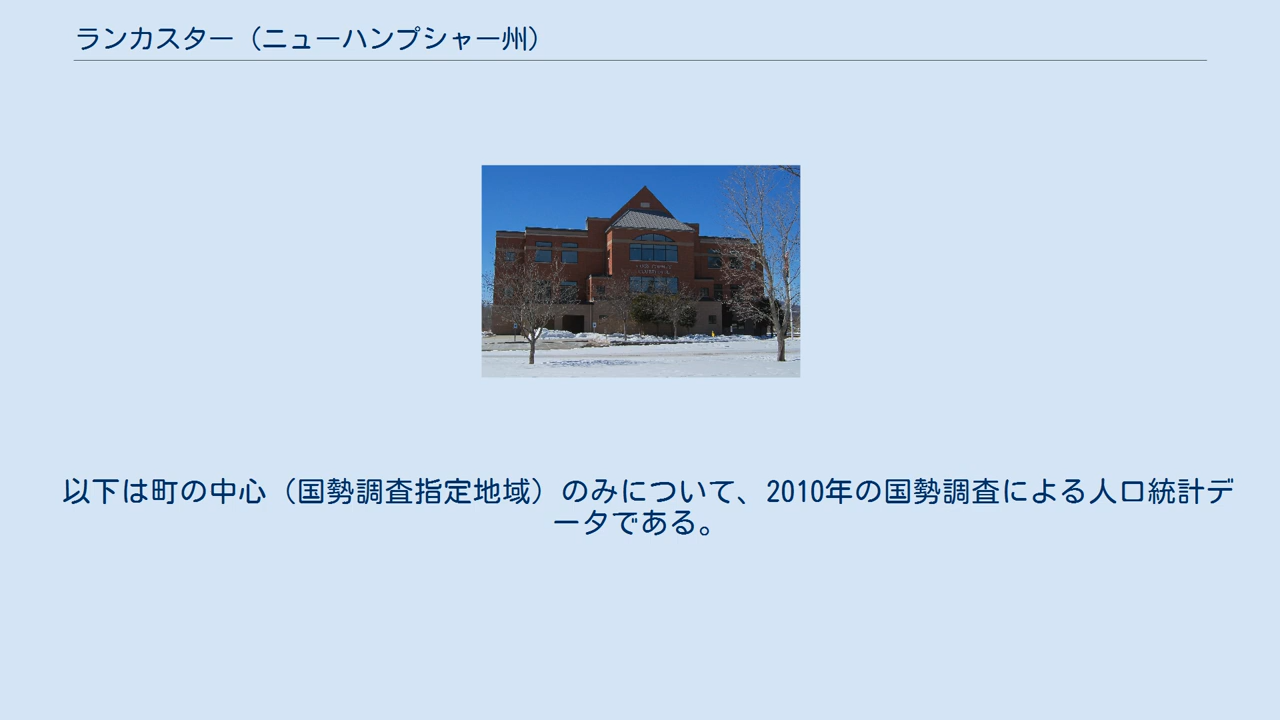 ランカスター（ニューハンプシャー州）
以下は町の中心（国勢調査指定地域）のみについて、2010年の国勢調査による人口統計デ
ータである。